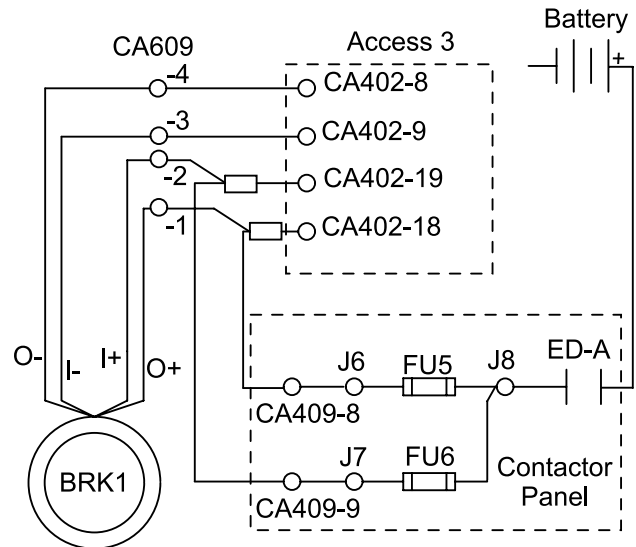 Battery
CA609
Access 3
+
-4
CA402-8
-3
CA402-9
-2
CA402-19
-1
CA402-18
O-
I-
I+
O+
J6
FU5
J8
ED-A
CA409-8
BRK1
J7
FU6
Contactor
Panel
CA409-9